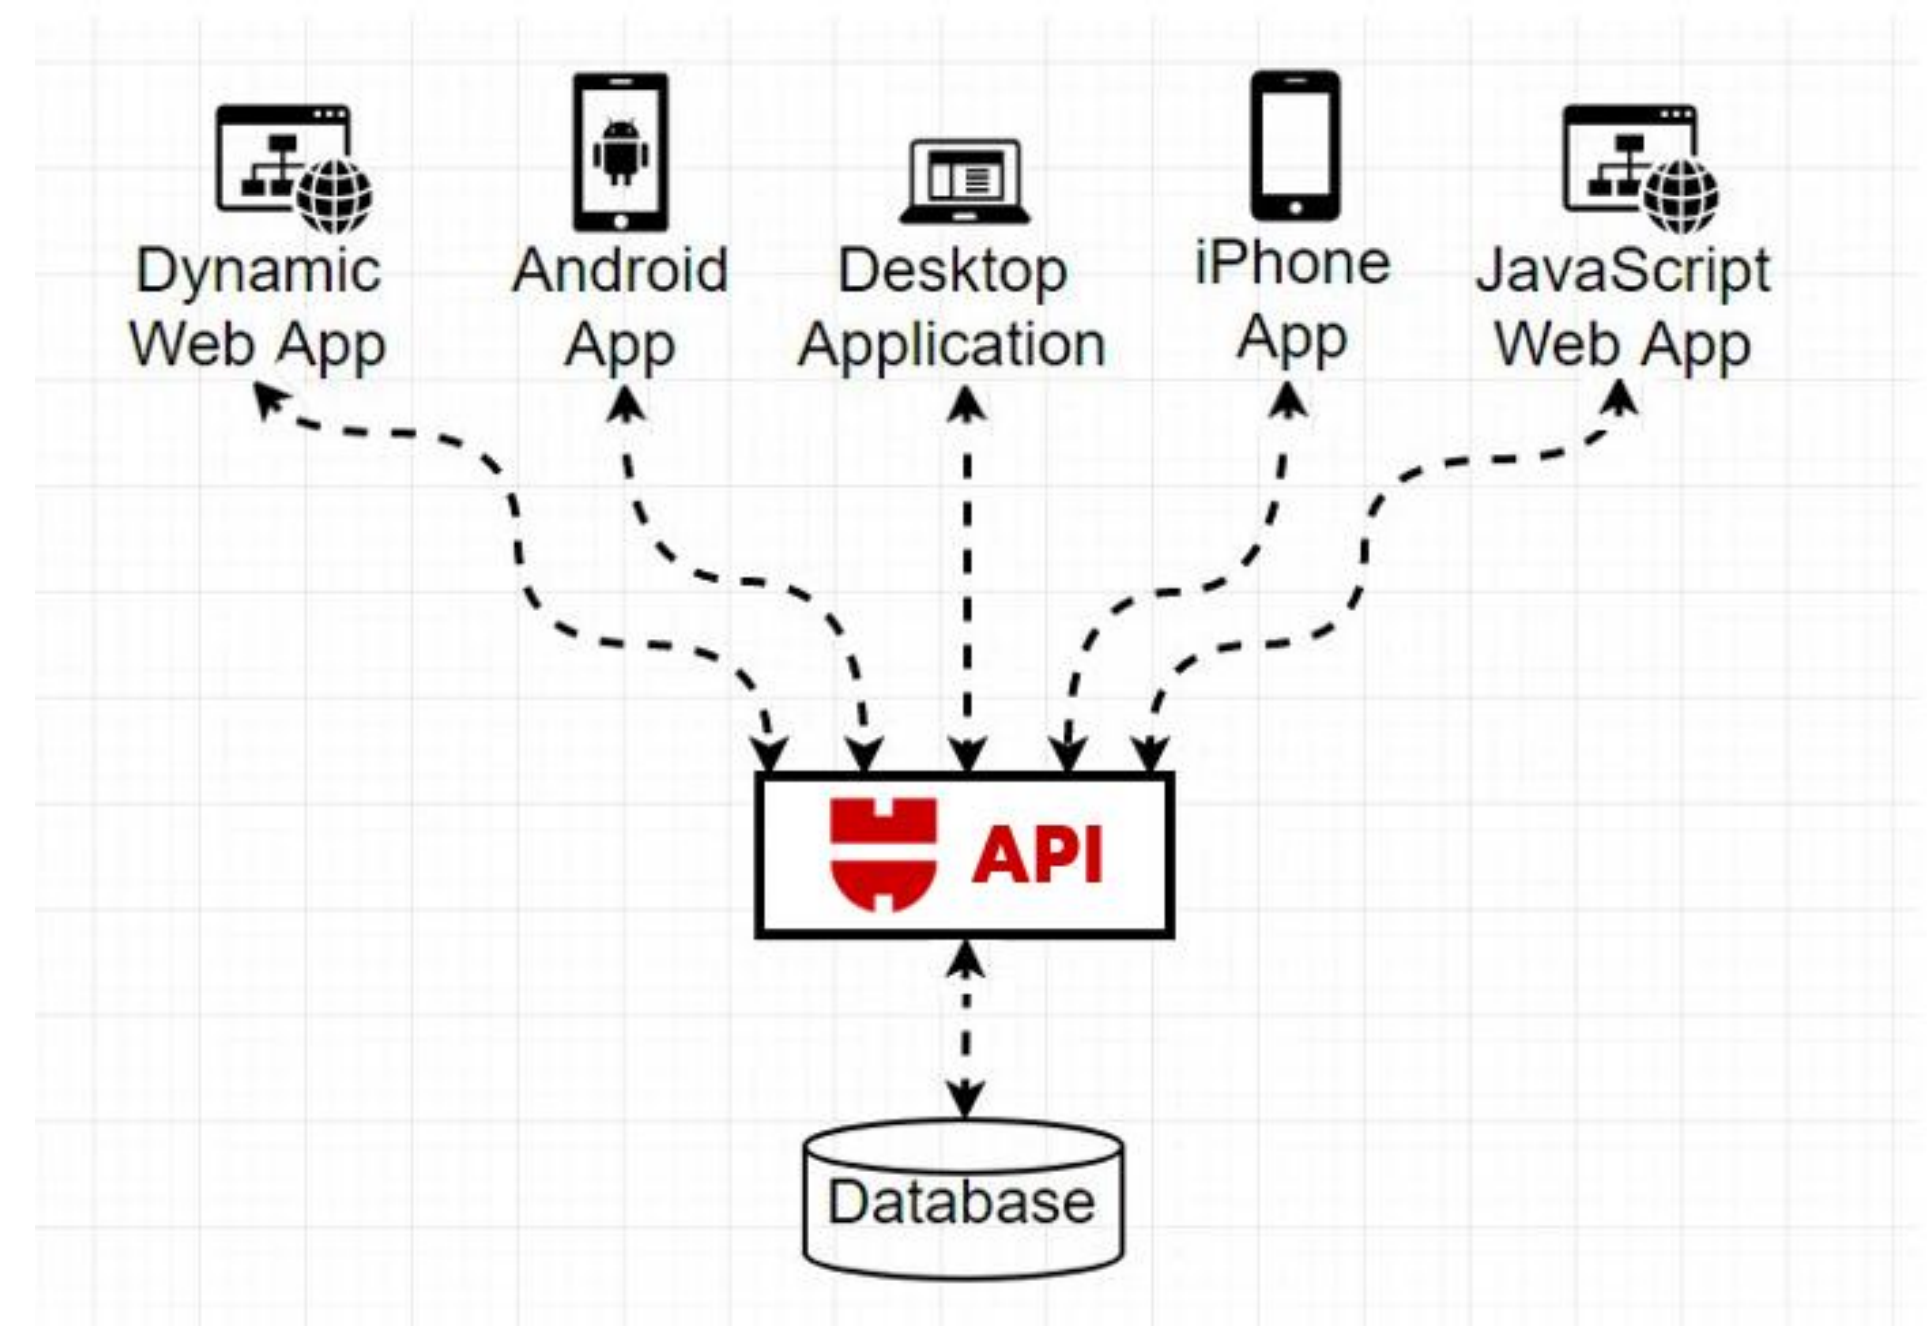 Dynamic
Web App
Android
App
Desktop
Application
iPhone
App
JavaScript
Web App
API
Database